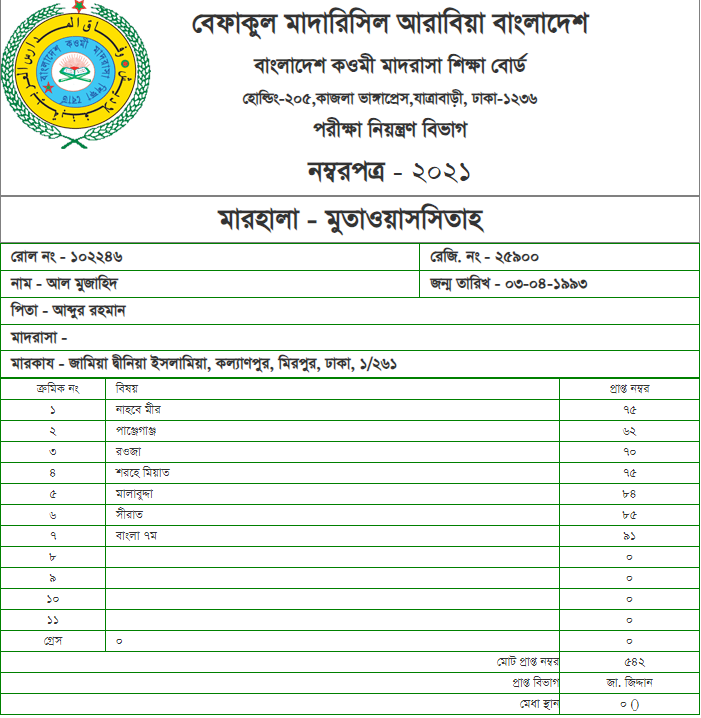 বেফাকুল মাদারিসিল আরাবিয়া বাংলাদেশ
বাংলাদেশ কওমী মাদরাসা শিক্ষা বোর্ড
হোল্ডিং-২০৫,কাজলা ভাঙ্গাপ্রেস,যাত্রাবাড়ী, ঢাকা-১২৩৬
পরীক্ষা নিয়ন্ত্রণ বিভাগ
নম্বরপত্র - ২০২১
মারহালা - মুতাওয়াসসিতাহ
রোল নং - ১০২২৪৬ রেজি. নং - ২৫৯০০
নাম - আল মুজাহিদ জন্ম তারিখ - ০৩-০৪-১৯৯৩
পিতা - আব্দুর রহমান
মাদরাসা -
মারকায - জামিয়া দ্বীনিয়া ইসলামিয়া, কল্যাণপুর, মিরপুর, ঢাকা, ১/২৬১
ক্রমিক নং বিষয় প্রাপ্ত নম্বর
১ নাহবে মীর ৭৫
২ পাঞ্জেগাঞ্জ ৬২
৩ রওজা ৭০
৪ শরহে মিয়াত ৭৫
৫ মালাবুদ্দা ৮৪
৬ সীরাত ৮৫
৭ বাংলা ৭ম ৯১
৮ ০
৯ ০
১০ ০
১১ ০
গ্রেস ০ ০
মোট প্রাপ্ত নম্বর ৫৪২
প্রাপ্ত বিভাগ জা. জিদ্দান
মেধা স্থান ০ ()